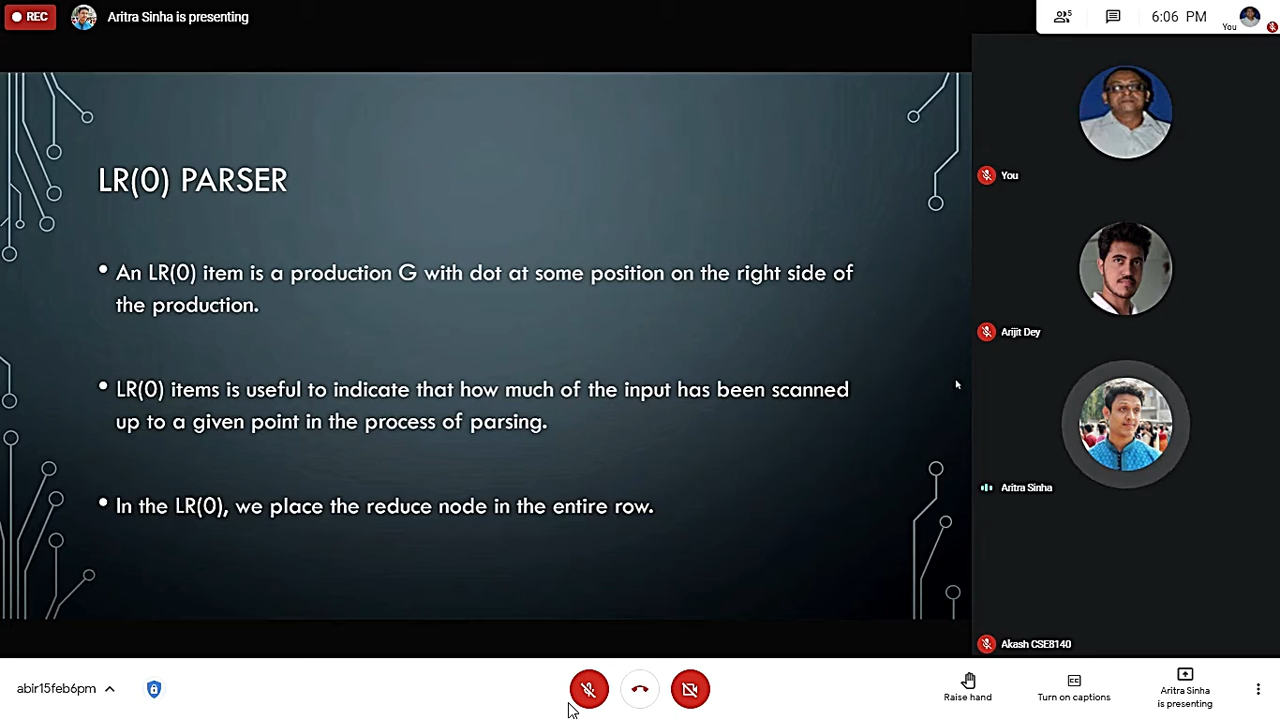 REC
Aritra Sinha is presenting
5
6:06 PM
You
LR(0) PARSER
• An LR(0) item is a production G with dot at some position on the right side of
the production.
• LR(0) items is useful to indicate that how much of the input has been scanned
up to a given point in the process of parsing.
• In the LR(0), we place the reduce node in the entire row.
You
Arijit Dey
Aritra Sinha
Akash CSE8140
abir15feb6pm
Raise hand
CC
Turn on captions
Aritra Sinha
is presenting